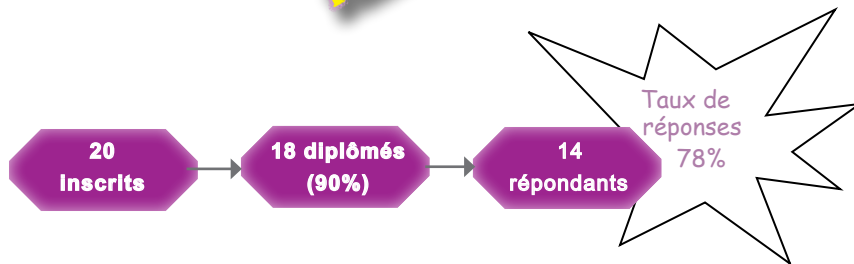 20
Inscrits
18 diplômés
(90%)
14
répondants
Taux de
réponses
78%